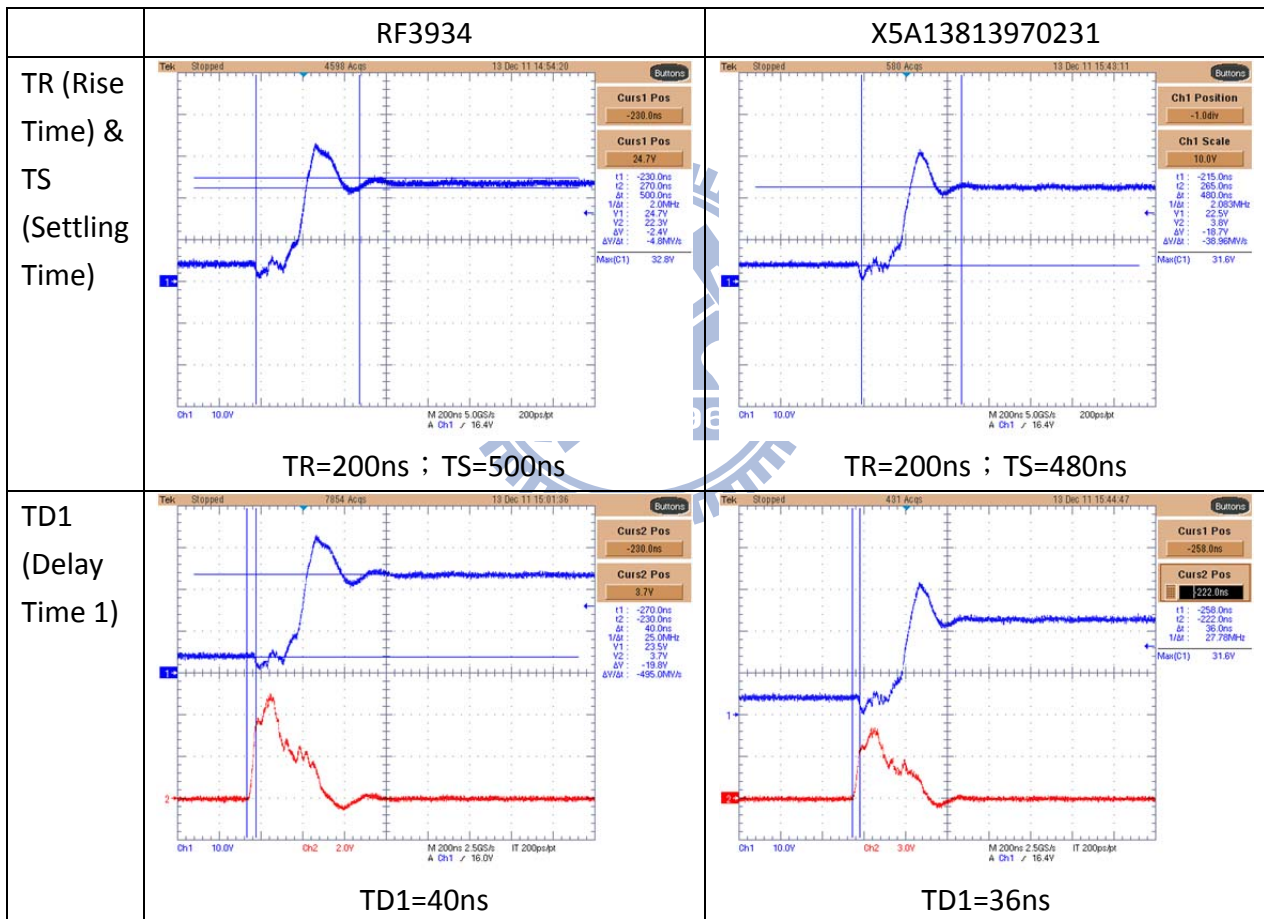 RF3934
X5A13813970231
TR (Rise Time) & TS (Settling Time)
Tek Stopped 4598 Acqs 13 Dec 11 14:54:20
Buttons
Curs1 Pos
-230.0ns
Curs1 Pos
24.7V
t1 : -230.0ns
t2 : 270.0ns
Δt : 500.0ns
1/Δt : 2.0MHz
V1 : 24.7V
V2 : 22.3V
ΔV : -2.4V
ΔV/Δt : -4.8MV/s
Max(C1) 32.8V
1
Ch1 10.0V M 200ns 5.0GS/s 200ps/pt
A Ch1 / 16.4V
TR=200ns；TS=500ns
Tek Stopped 580 Acqs 13 Dec 11 15:43:11
Buttons
Ch1 Position
-1.0div
Ch1 Scale
10.0V
t1 : -215.0ns
t2 : 265.0ns
Δt : 480.0ns
1/Δt : 2.083MHz
V1 : 22.5V
V2 : 3.8V
ΔV : -18.7V
ΔV/Δt : -38.96MV/s
Max(C1) 31.6V
1
Ch1 10.0V M 200ns 5.0GS/s 200ps/pt
A Ch1 / 16.4V
TR=200ns；TS=480ns
TD1 (Delay Time 1)
Tek Stopped 7854 Acqs 13 Dec 11 15:01:36
Buttons
Curs2 Pos
-230.0ns
Curs2 Pos
3.7V
t1 : -270.0ns
t2 : -230.0ns
Δt : 40.0ns
1/Δt : 25.0MHz
V1 : 23.5V
V2 : 3.7V
ΔV : -19.8V
ΔV/Δt : -495.0MV/s
1
2
Ch1 10.0V Ch2 2.0V M 200ns 2.5GS/s IT 200ps/pt
A Ch1 / 16.0V
TD1=40ns
Tek Stopped 431 Acqs 13 Dec 11 15:44:47
Buttons
Curs1 Pos
-258.0ns
Curs2 Pos
-222.0ns
t1 : -258.0ns
t2 : -222.0ns
Δt : 36.0ns
1/Δt : 27.78MHz
Max(C1) 31.6V
1
2
Ch1 10.0V Ch2 3.0V M 200ns 2.5GS/s IT 200ps/pt
A Ch1 / 16.4V
TD1=36ns